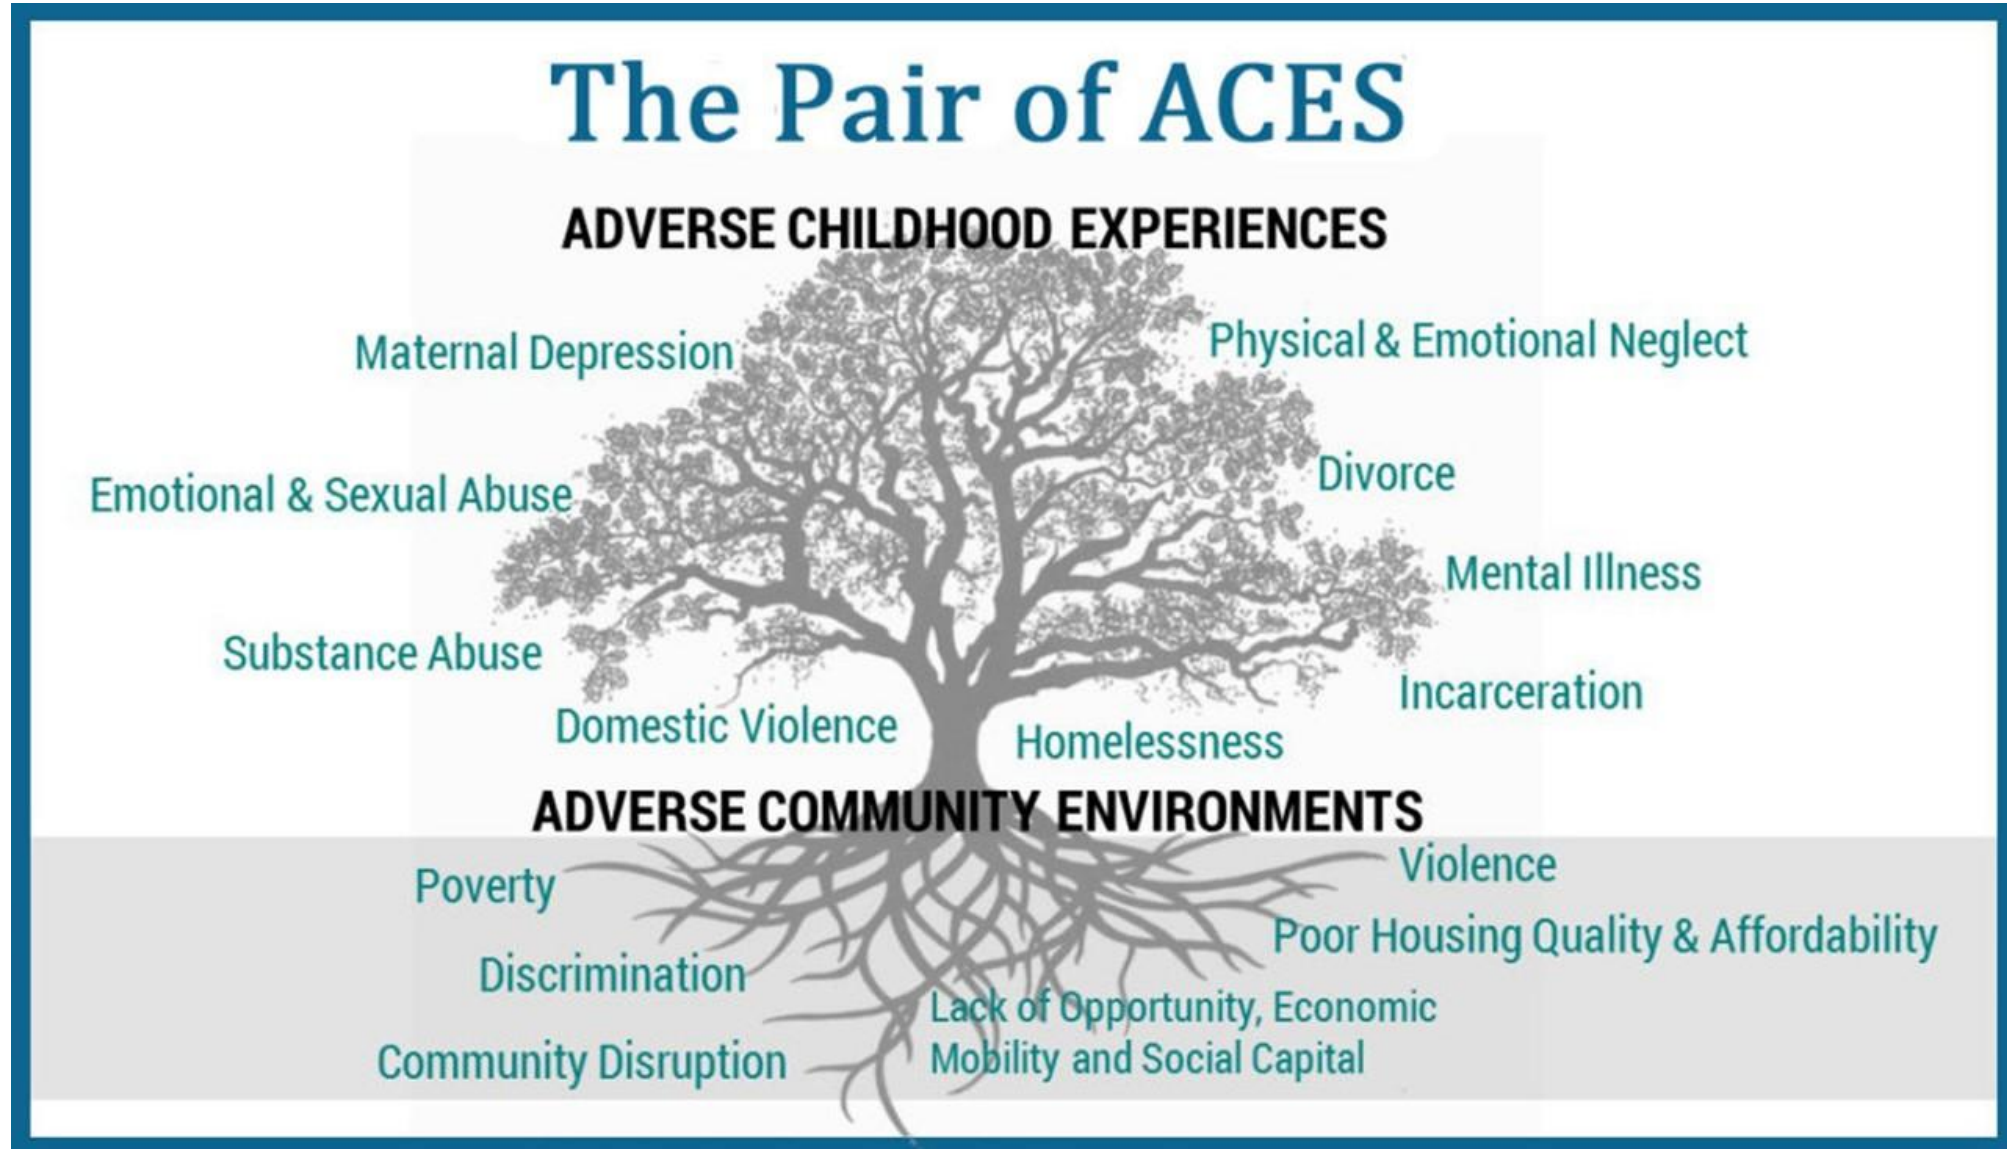 The Pair of ACES
ADVERSE CHILDHOOD EXPERIENCES
Maternal Depression
Physical & Emotional Neglect
Emotional & Sexual Abuse
Divorce
Mental Illness
Substance Abuse
Incarceration
Domestic Violence
Homelessness
ADVERSE COMMUNITY ENVIRONMENTS
Poverty
Violence
Discrimination
Poor Housing Quality & Affordability
Community Disruption
Lack of Opportunity, Economic
Mobility and Social Capital